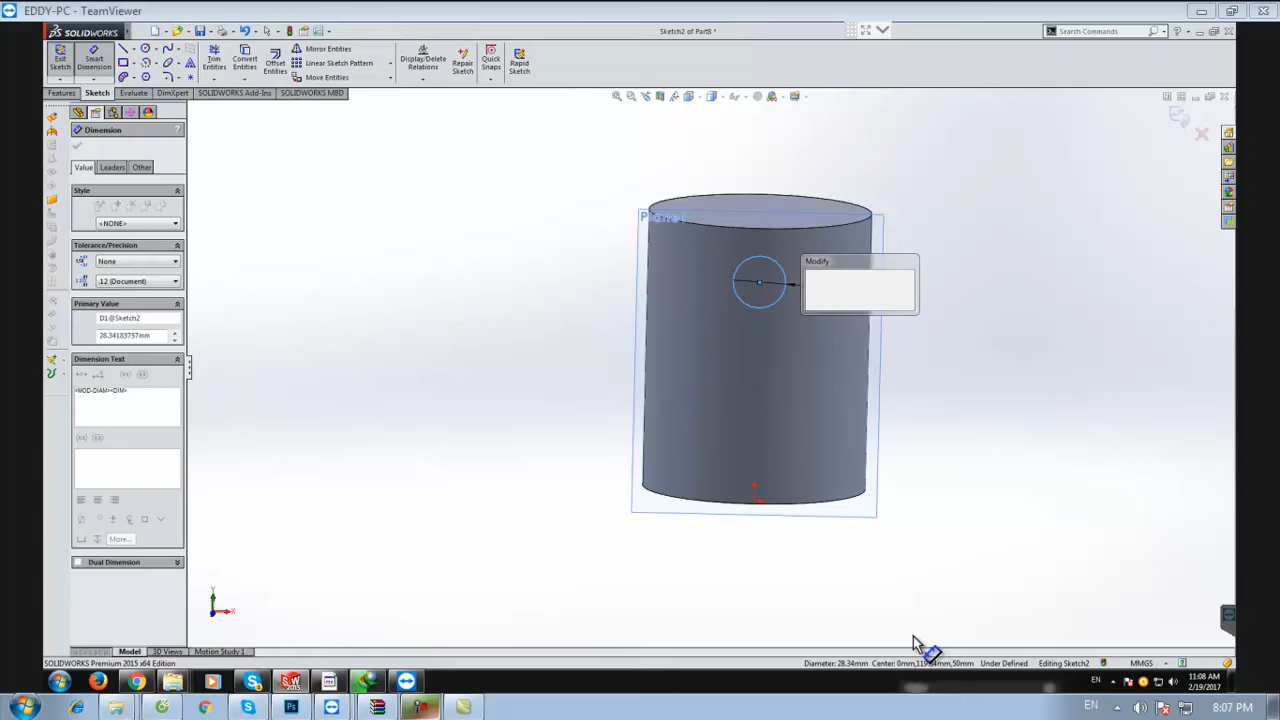 EDDY-PC - TeamViewer
SOLIDWORKS
Sketch2 of Part8 *
Search Commands
Exit Sketch
Smart Dimension
Trim Entities
Convert Entities
Offset Entities
Mirror Entities
Linear Sketch Pattern
Move Entities
Display/Delete Relations
Repair Sketch
Quick Snaps
Rapid Sketch
Features
Sketch
Evaluate
DimXpert
SOLIDWORKS Add-Ins
SOLIDWORKS MBD
Dimension
?
Value
Leaders
Other
Style
<NONE>
Tolerance/Precision
None
.12 (Document)
Primary Value
D1@Sketch2
28.34183757mm
Dimension Text
<MOD-DIAM><DIM>
More...
Dual Dimension
Modify
Y
X
Model
3D Views
Motion Study 1
SOLIDWORKS Premium 2015 x64 Edition
Diameter: 28.34mm
Under Defined
Editing Sketch2
MMGS
EN
11:08 AM
2/19/2017
EN
8:07 PM